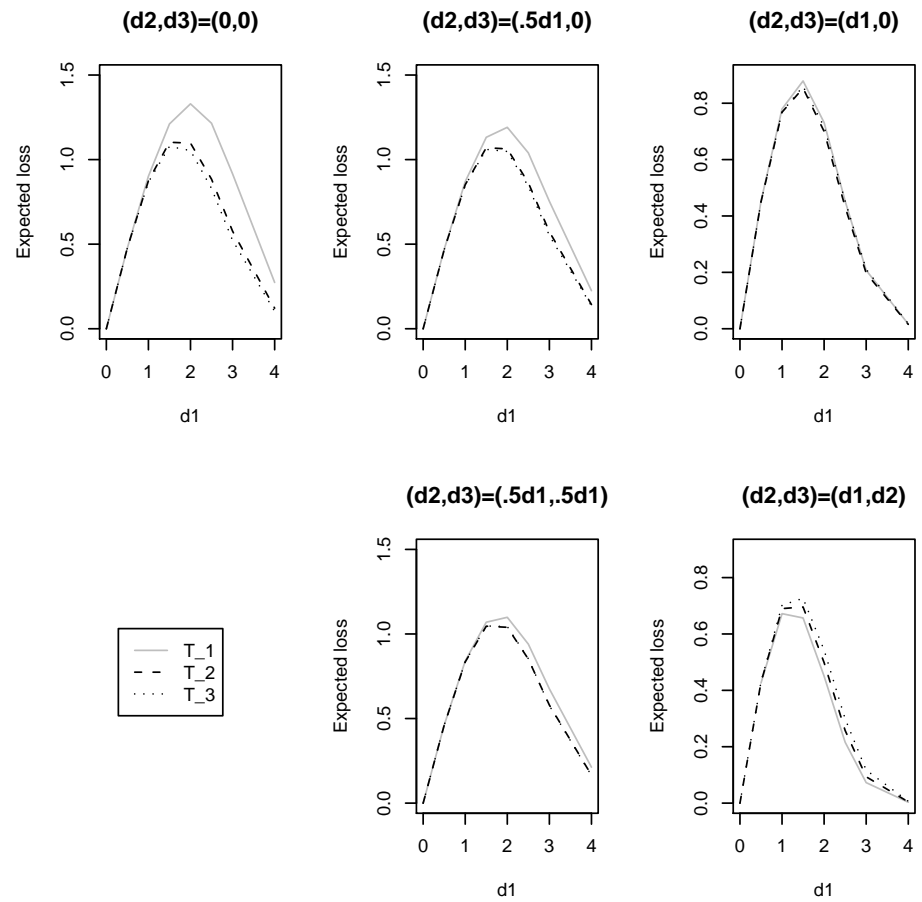 (d2,d3)=(0,0)
Expected loss
0.0 0.5 1.0 1.5
0 1 2 3 4
d1
(d2,d3)=(.5d1,0)
Expected loss
0.0 0.5 1.0 1.5
0 1 2 3 4
d1
(d2,d3)=(d1,0)
Expected loss
0.0 0.2 0.4 0.6 0.8
0 1 2 3 4
d1
T_1
T_2
T_3
(d2,d3)=(.5d1,.5d1)
Expected loss
0.0 0.5 1.0 1.5
0 1 2 3 4
d1
(d2,d3)=(d1,d2)
Expected loss
0.0 0.2 0.4 0.6 0.8
0 1 2 3 4
d1